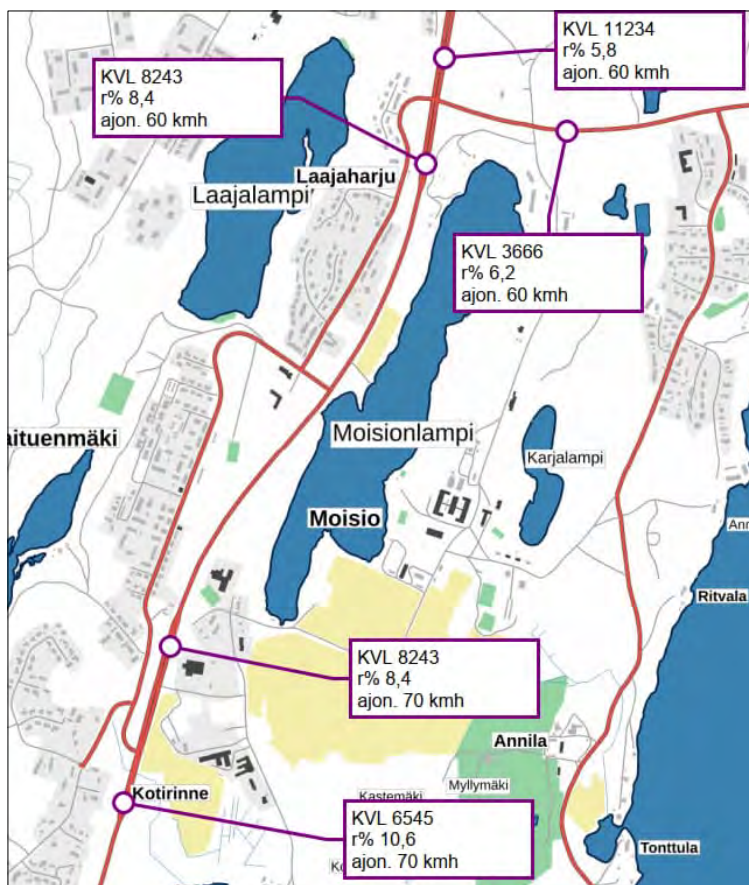 KVL 11234
r% 5,8
ajon. 60 kmh
KVL 8243
r% 8,4
ajon. 60 kmh
Laajaharju
Laajalampi
KVL 3666
r% 6,2
ajon. 60 kmh
aituenmäki
Moisionlampi
Karjalampi
Moisio
Ann
Ritvala
KVL 8243
r% 8,4
ajon. 70 kmh
Annila
Myllymäki
Kastemäki
Kotirinne
KVL 6545
r% 10,6
ajon. 70 kmh
Tonttula